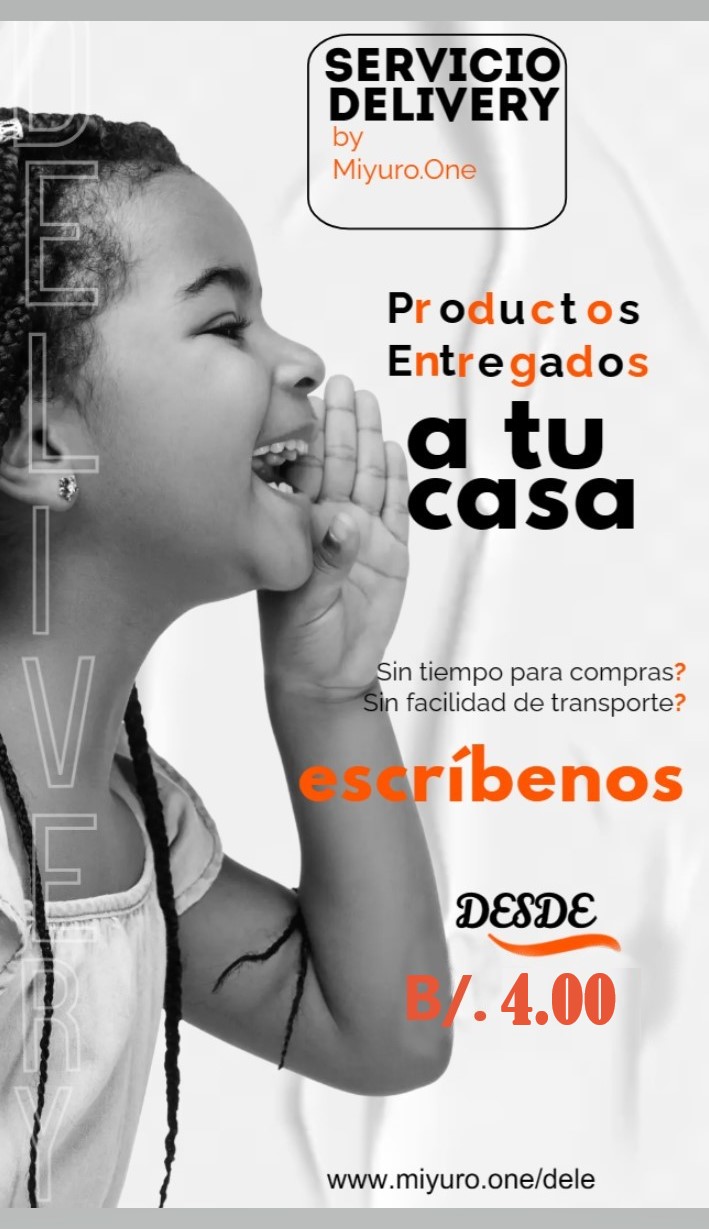 SERVICIO
DELIVERY
by
Miyuro.One
DELIVERY
Productos
Entregados
a tu
casa
Sin tiempo para compras?
Sin facilidad de transporte?
escríbenos
DESDE
B/. 4.00
www.miyuro.one/dele